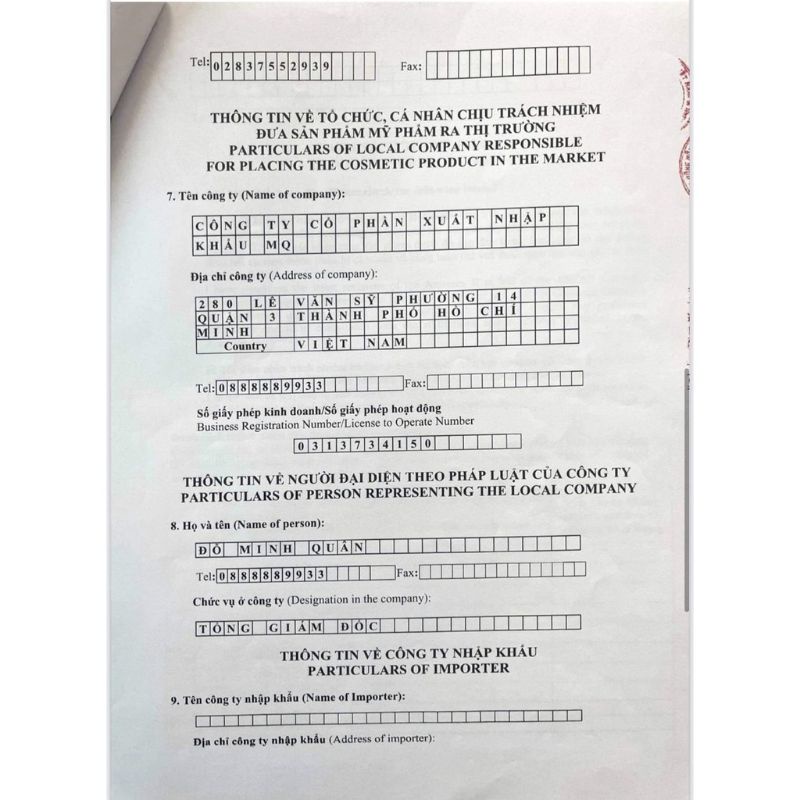 Tel: 02837552939 Fax:
THÔNG TIN VỀ TỔ CHỨC, CÁ NHÂN CHỊU TRÁCH NHIỆM
ĐƯA SẢN PHẨM MỸ PHẨM RA THỊ TRƯỜNG
PARTICULARS OF LOCAL COMPANY RESPONSIBLE
FOR PLACING THE COSMETIC PRODUCT IN THE MARKET
7. Tên công ty (Name of company):
CÔNG TY CỔ PHẦN XUẤT NHẬP
KHẨU MQ
Địa chỉ công ty (Address of company):
280 LÊ VĂN SỸ PHƯỜNG 14
QUẬN 3 THÀNH PHỐ HỒ CHÍ
MINH
Country VIỆT NAM
Tel: 0888889933 Fax:
Số giấy phép kinh doanh/Số giấy phép hoạt động
Business Registration Number/License to Operate Number
0313734150
THÔNG TIN VỀ NGƯỜI ĐẠI DIỆN THEO PHÁP LUẬT CỦA CÔNG TY
PARTICULARS OF PERSON REPRESENTING THE LOCAL COMPANY
8. Họ và tên (Name of person):
ĐỖ MINH QUÂN
Tel: 0888889933 Fax:
Chức vụ ở công ty (Designation in the company):
TỔNG GIÁM ĐỐC
THÔNG TIN VỀ CÔNG TY NHẬP KHẨU
PARTICULARS OF IMPORTER
9. Tên công ty nhập khẩu (Name of Importer):
Địa chỉ công ty nhập khẩu (Address of importer):